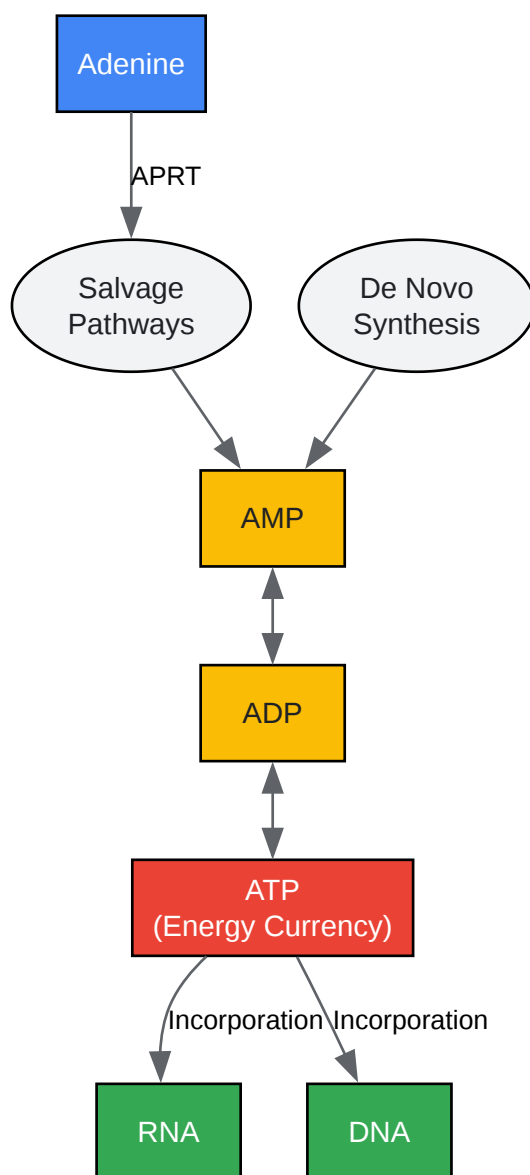 Adenine
APRT
Salvage
Pathways
De Novo
Synthesis
AMP
ADP
ATP
(Energy Currency)
Incorporation
Incorporation
RNA
DNA